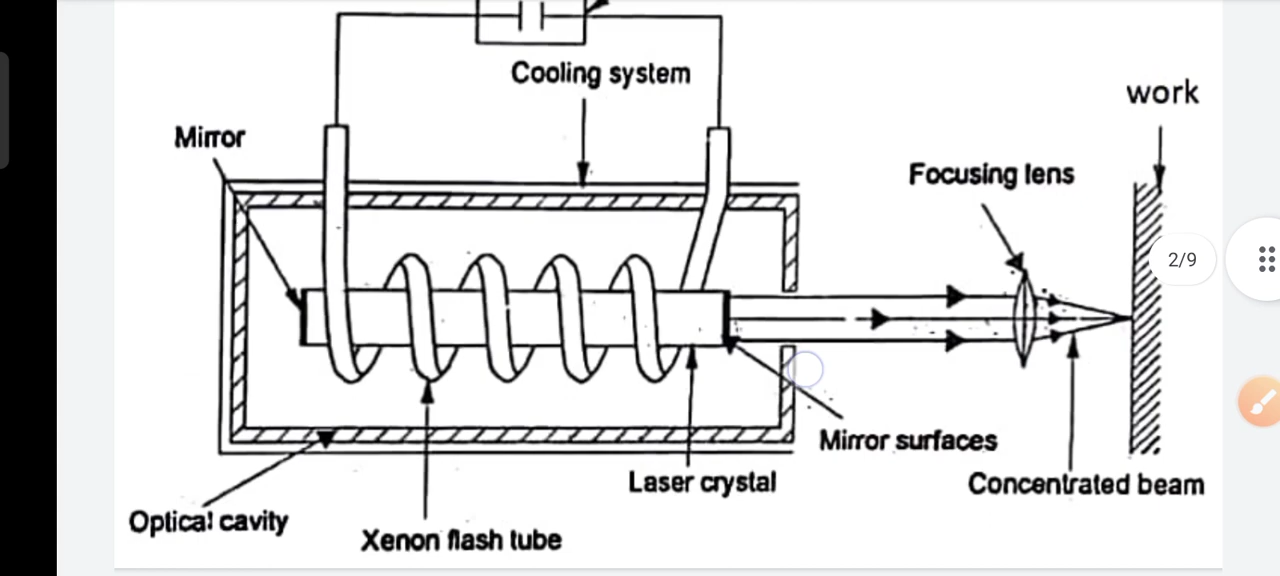 Cooling system
work
Mirror
Focusing lens
2/9
Mirror surfaces
Laser crystal
Concentrated beam
Optical cavity
Xenon flash tube